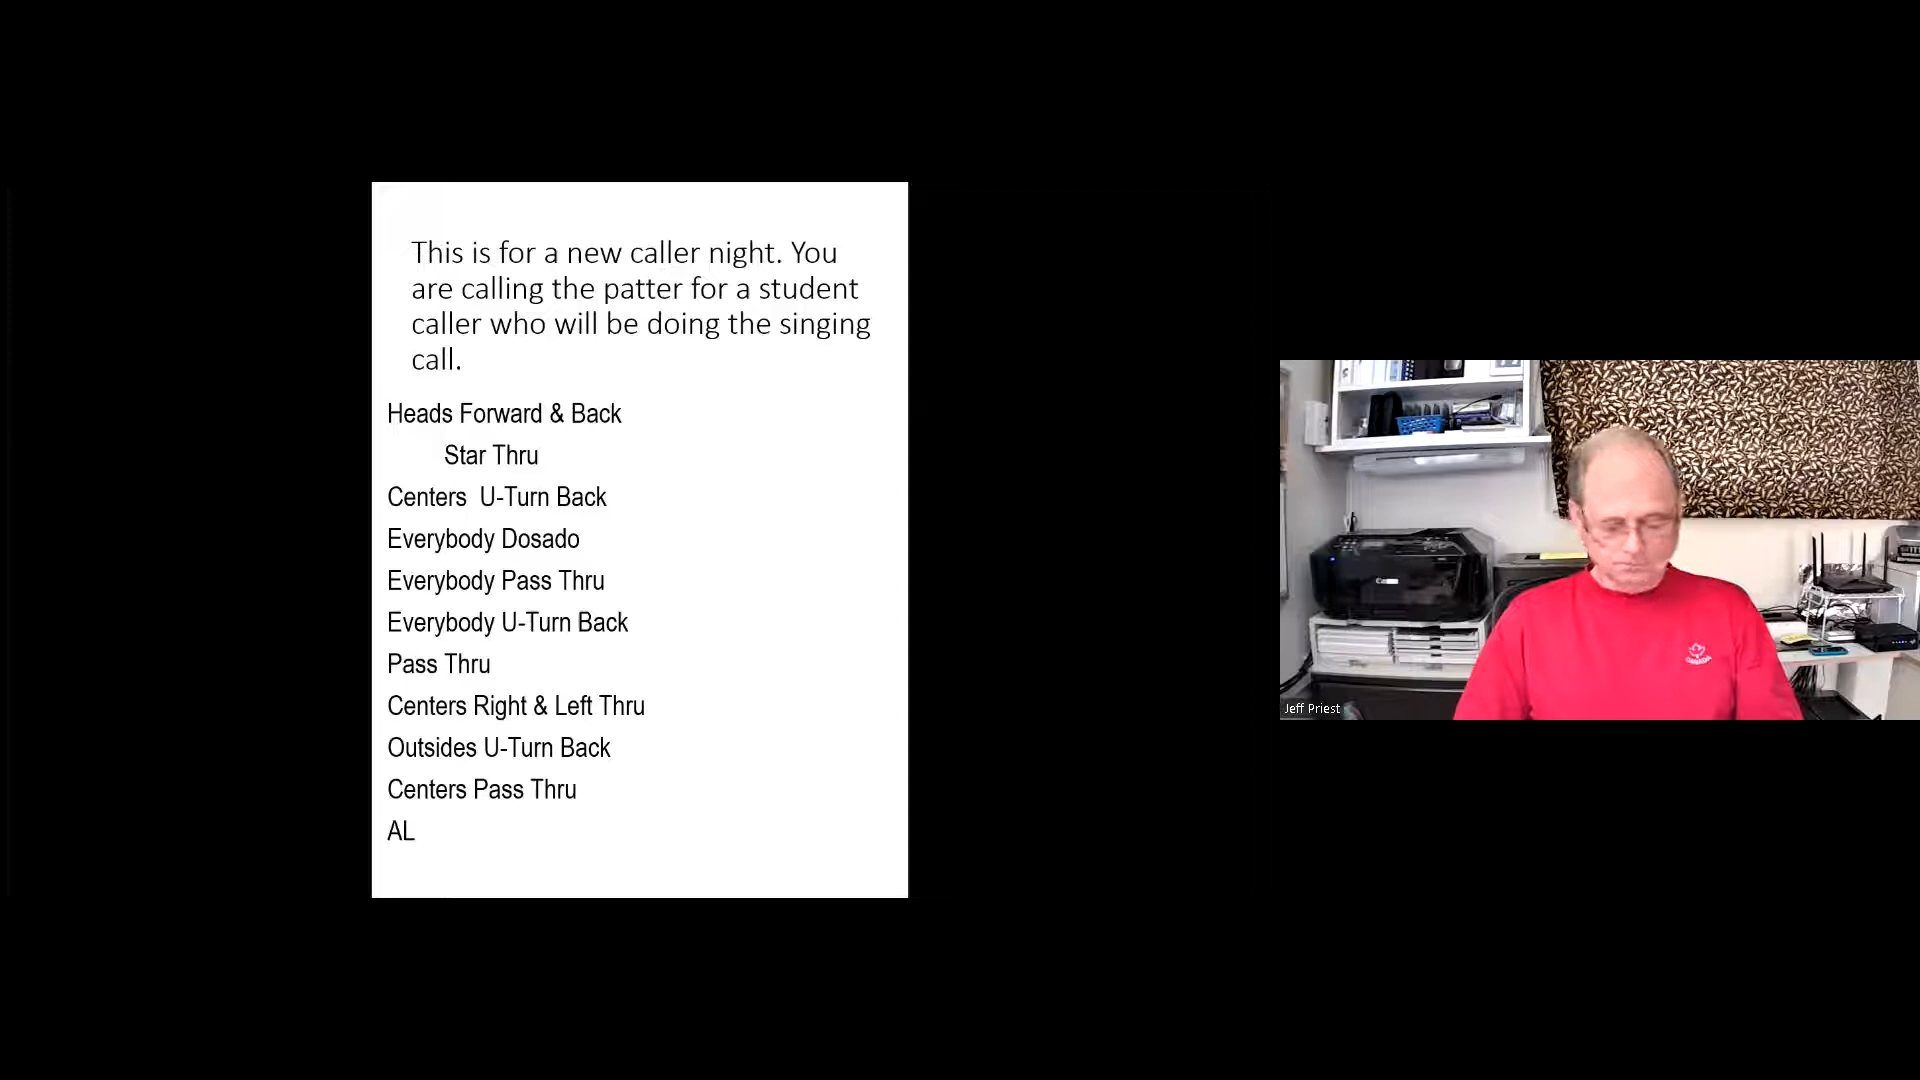 This is for a new caller night. You
are calling the patter for a student
caller who will be doing the singing
call.
Heads Forward & Back
Star Thru
Centers U-Turn Back
Everybody Dosado
Everybody Pass Thru
Everybody U-Turn Back
Pass Thru
Centers Right & Left Thru
Outsides U-Turn Back
Centers Pass Thru
AL
Canon
CANADA
Jeff Priest